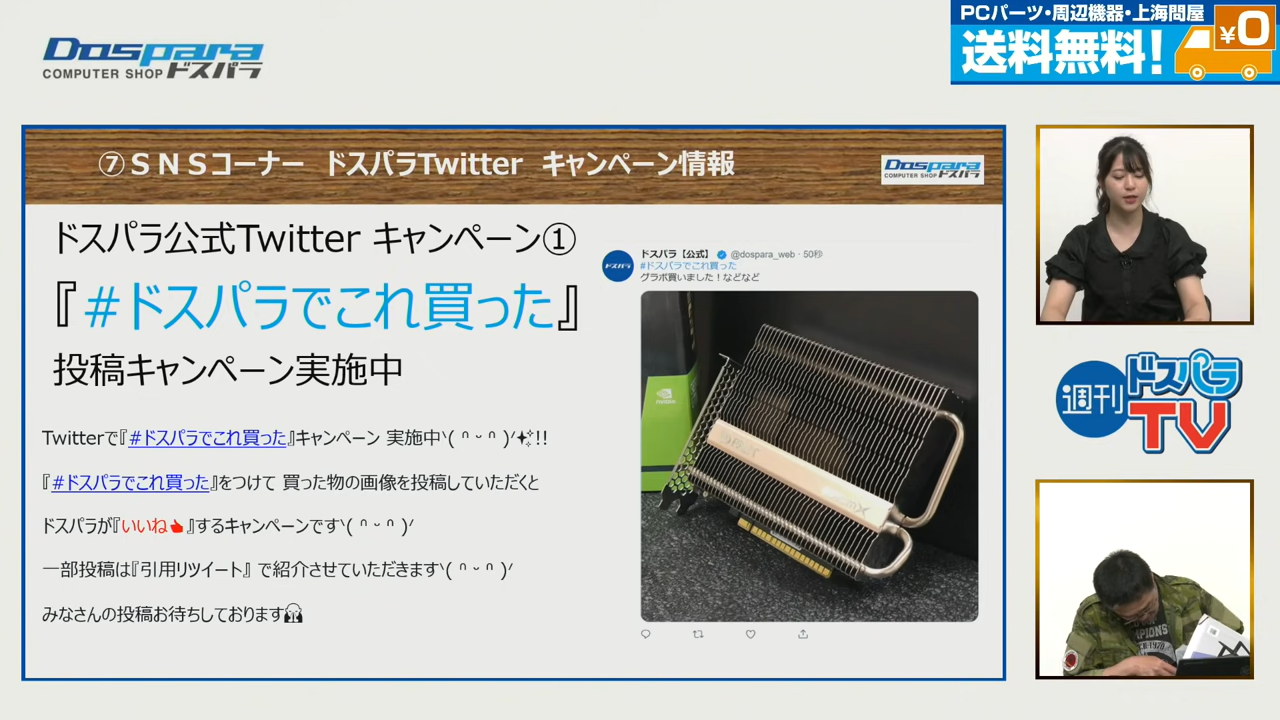 Dospara
COMPUTER SHOP ドスパラ
PCパーツ・周辺機器・上海問屋
送料無料!
¥0
⑦ＳＮＳコーナー ドスパラTwitter キャンペーン情報
Dospara
COMPUTER SHOP ドスパラ
ドスパラ公式Twitter キャンペーン①
『＃ドスパラでこれ買った』
投稿キャンペーン実施中
Twitterで『#ドスパラでこれ買った』キャンペーン 実施中ヽ( ᐢ ˘ ᐢ )ﾉ✨!!
『#ドスパラでこれ買った』をつけて 買った物の画像を投稿していただくと
ドスパラが『いいね👍』するキャンペーンですヽ( ᐢ ˘ ᐢ )ﾉ
一部投稿は『引用リツイート』で紹介させていただきますヽ( ᐢ ˘ ᐢ )ﾉ
みなさんの投稿お待ちしております
ドスパラ
ドスパラ【公式】 @dospara_web · 50秒
#ドスパラでこれ買った
グラボ買いました！などなど
週刊ドスパラTV